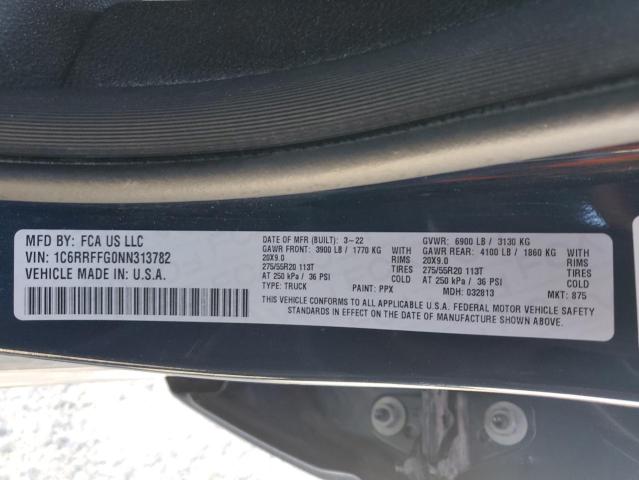 MFD BY: FCA US LLC
VIN: 1C6RRFFG0NN313782
VEHICLE MADE IN: U.S.A.
DATE OF MFR (BUILT): 3-22 GVWR: 6900 LB / 3130 KG
GAWR FRONT: 3900 LB / 1770 KG WITH GAWR REAR: 4100 LB / 1860 KG WITH
20X9.0 RIMS 20X9.0 RIMS
275/55R20 113T TIRES 275/55R20 113T TIRES
AT 250 kPa / 36 PSI COLD AT 250 kPa / 36 PSI COLD
TYPE: TRUCK PAINT: PPX MDH: 032813 MKT: 875
THIS VEHICLE CONFORMS TO ALL APPLICABLE U.S.A. FEDERAL MOTOR VEHICLE SAFETY
STANDARDS IN EFFECT ON THE DATE OF MANUFACTURE SHOWN ABOVE.